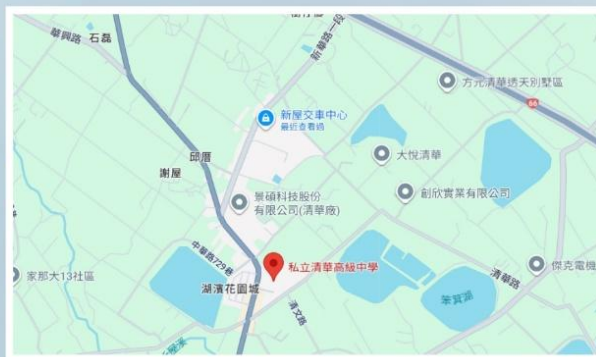 華興路
石磊
新華路一段
方元清華透天別墅區
66
新屋交車中心
最近查看過
邱厝
大悅清華
謝屋
創欣實業有限公司
景碩科技股份
有限公司(清華廠)
中華路729巷
私立清華高級中學
清華路
傑克電機
家那大13社區
湖濱花園城
清文路